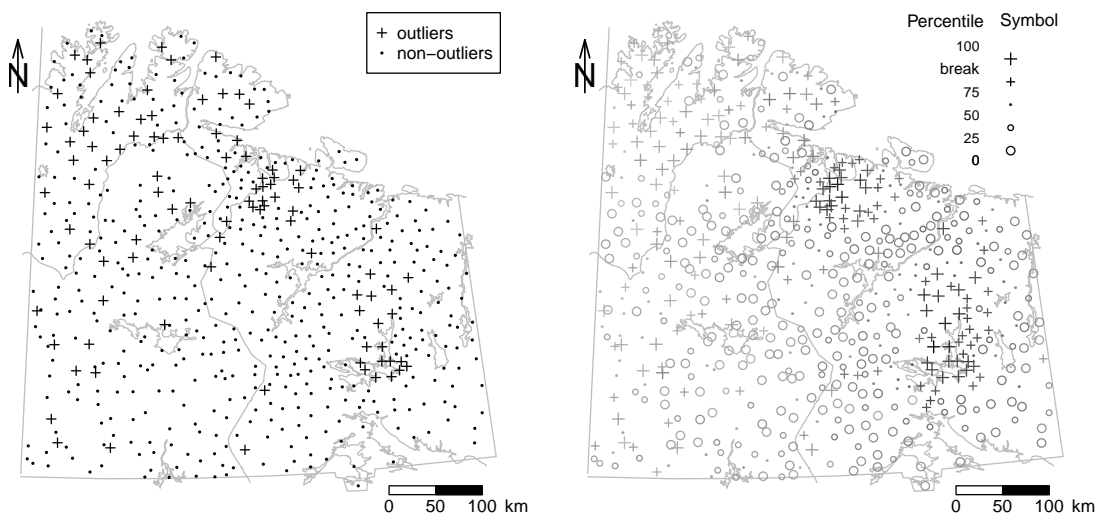 N
+ outliers
• non−outliers
0 50 100 km
N
Percentile Symbol
100
break
75
50
25
0
0 50 100 km